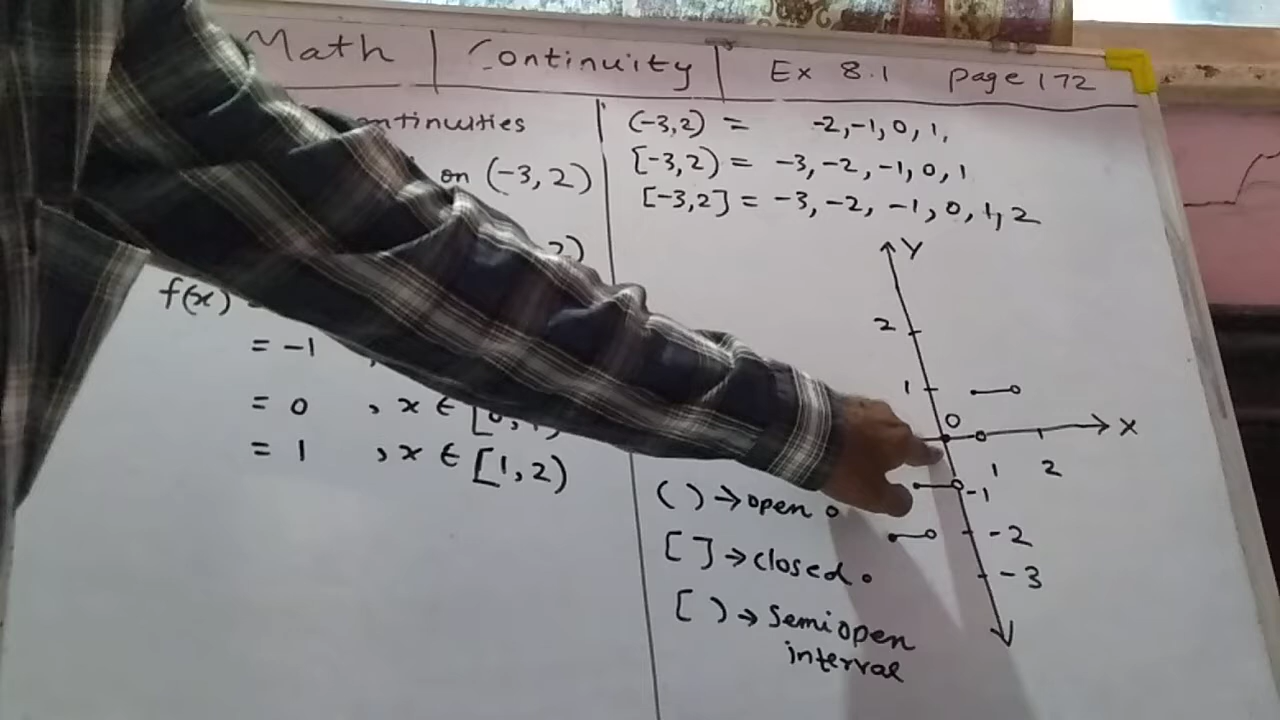 Math | Continuity | Ex 8.1 page 172
on (-3,2)
f(x)
= -1 ,
= 0 , x ∈ [0,1)
= 1 , x ∈ [1,2)
(-3,2) = -2,-1,0,1,
[-3,2) = -3,-2,-1,0,1
[-3,2] = -3,-2,-1,0,1,2
Y
2
1
0
X
1 2
-1
-2
-3
( ) → open ∘
[ ] → closed •
[ ) → Semiopen
interval